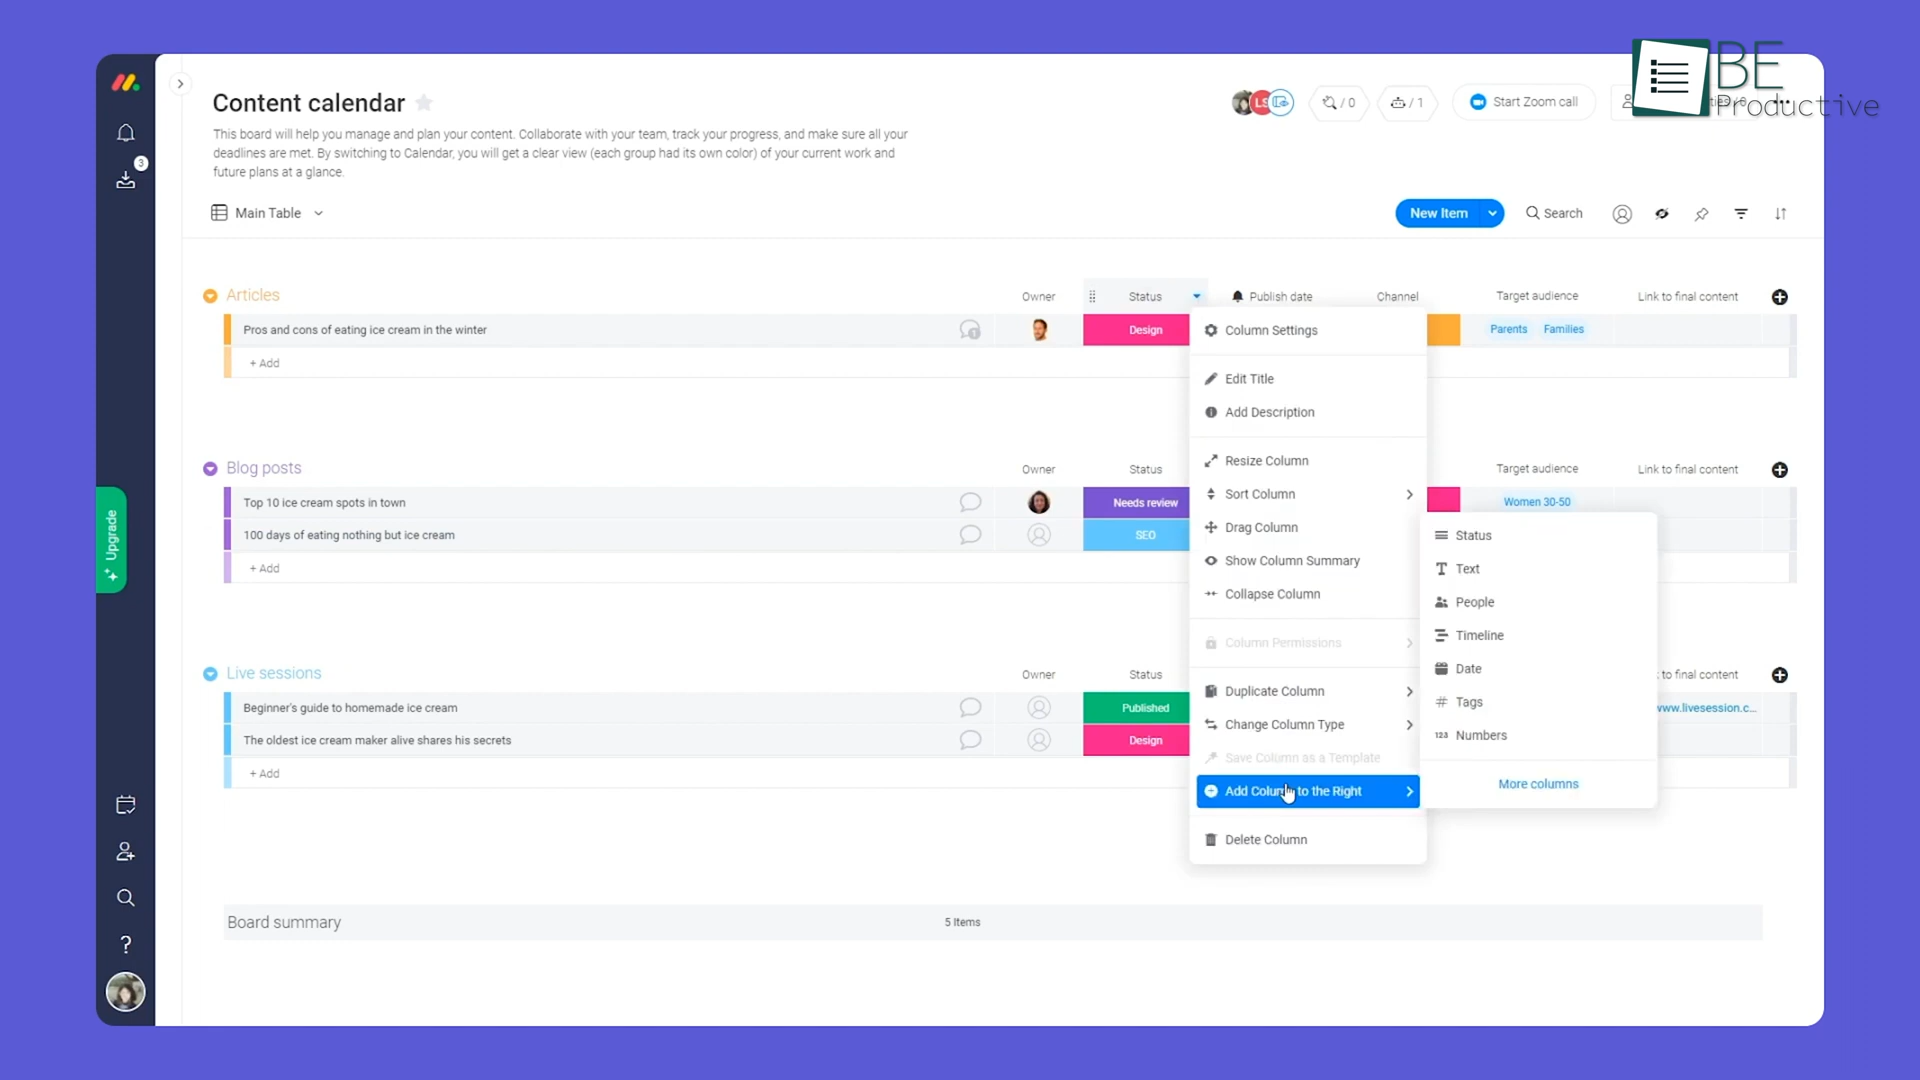 BE
Productive
3
Content calendar
LS
/ 0
/ 1
Start Zoom call
This board will help you manage and plan your content. Collaborate with your team, track your progress, and make sure all your
deadlines are met. By switching to Calendar, you will get a clear view (each group had its own color) of your current work and
future plans at a glance.
Main Table
New Item
Search
Articles
Owner
Status
Publish date
Channel
Target audience
Link to final content
Pros and cons of eating ice cream in the winter
1
Design
Parents
Families
+ Add
Column Settings
Edit Title
Add Description
Resize Column
Sort Column
Drag Column
Show Column Summary
Collapse Column
Column Permissions
Duplicate Column
Change Column Type
Save Column as a Template
Add Column to the Right
Delete Column
Status
Text
People
Timeline
Date
Tags
123 Numbers
More columns
Blog posts
Owner
Status
Target audience
Link to final content
Top 10 ice cream spots in town
Needs review
Women 30-50
100 days of eating nothing but ice cream
SEO
+ Add
Upgrade
Live sessions
Owner
Status
to final content
Beginner's guide to homemade ice cream
Published
www.livesession.c...
The oldest ice cream maker alive shares his secrets
Design
+ Add
Board summary
5 Items
?